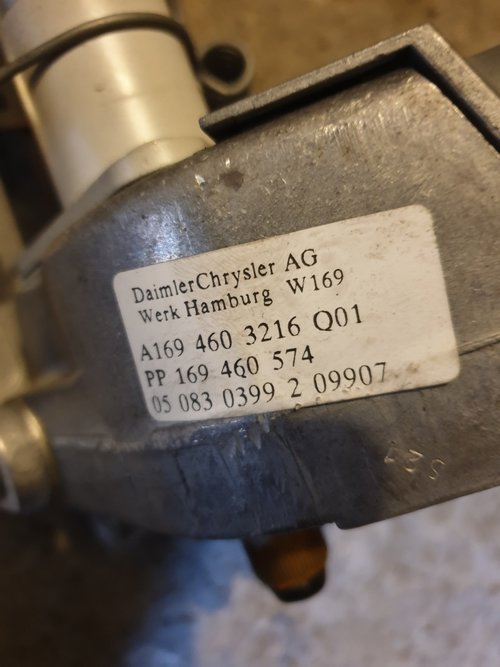 DaimlerChrysler AG
Werk Hamburg W169
A169 460 3216 Q01
PP 169 460 574
05 083 0399 2 09907